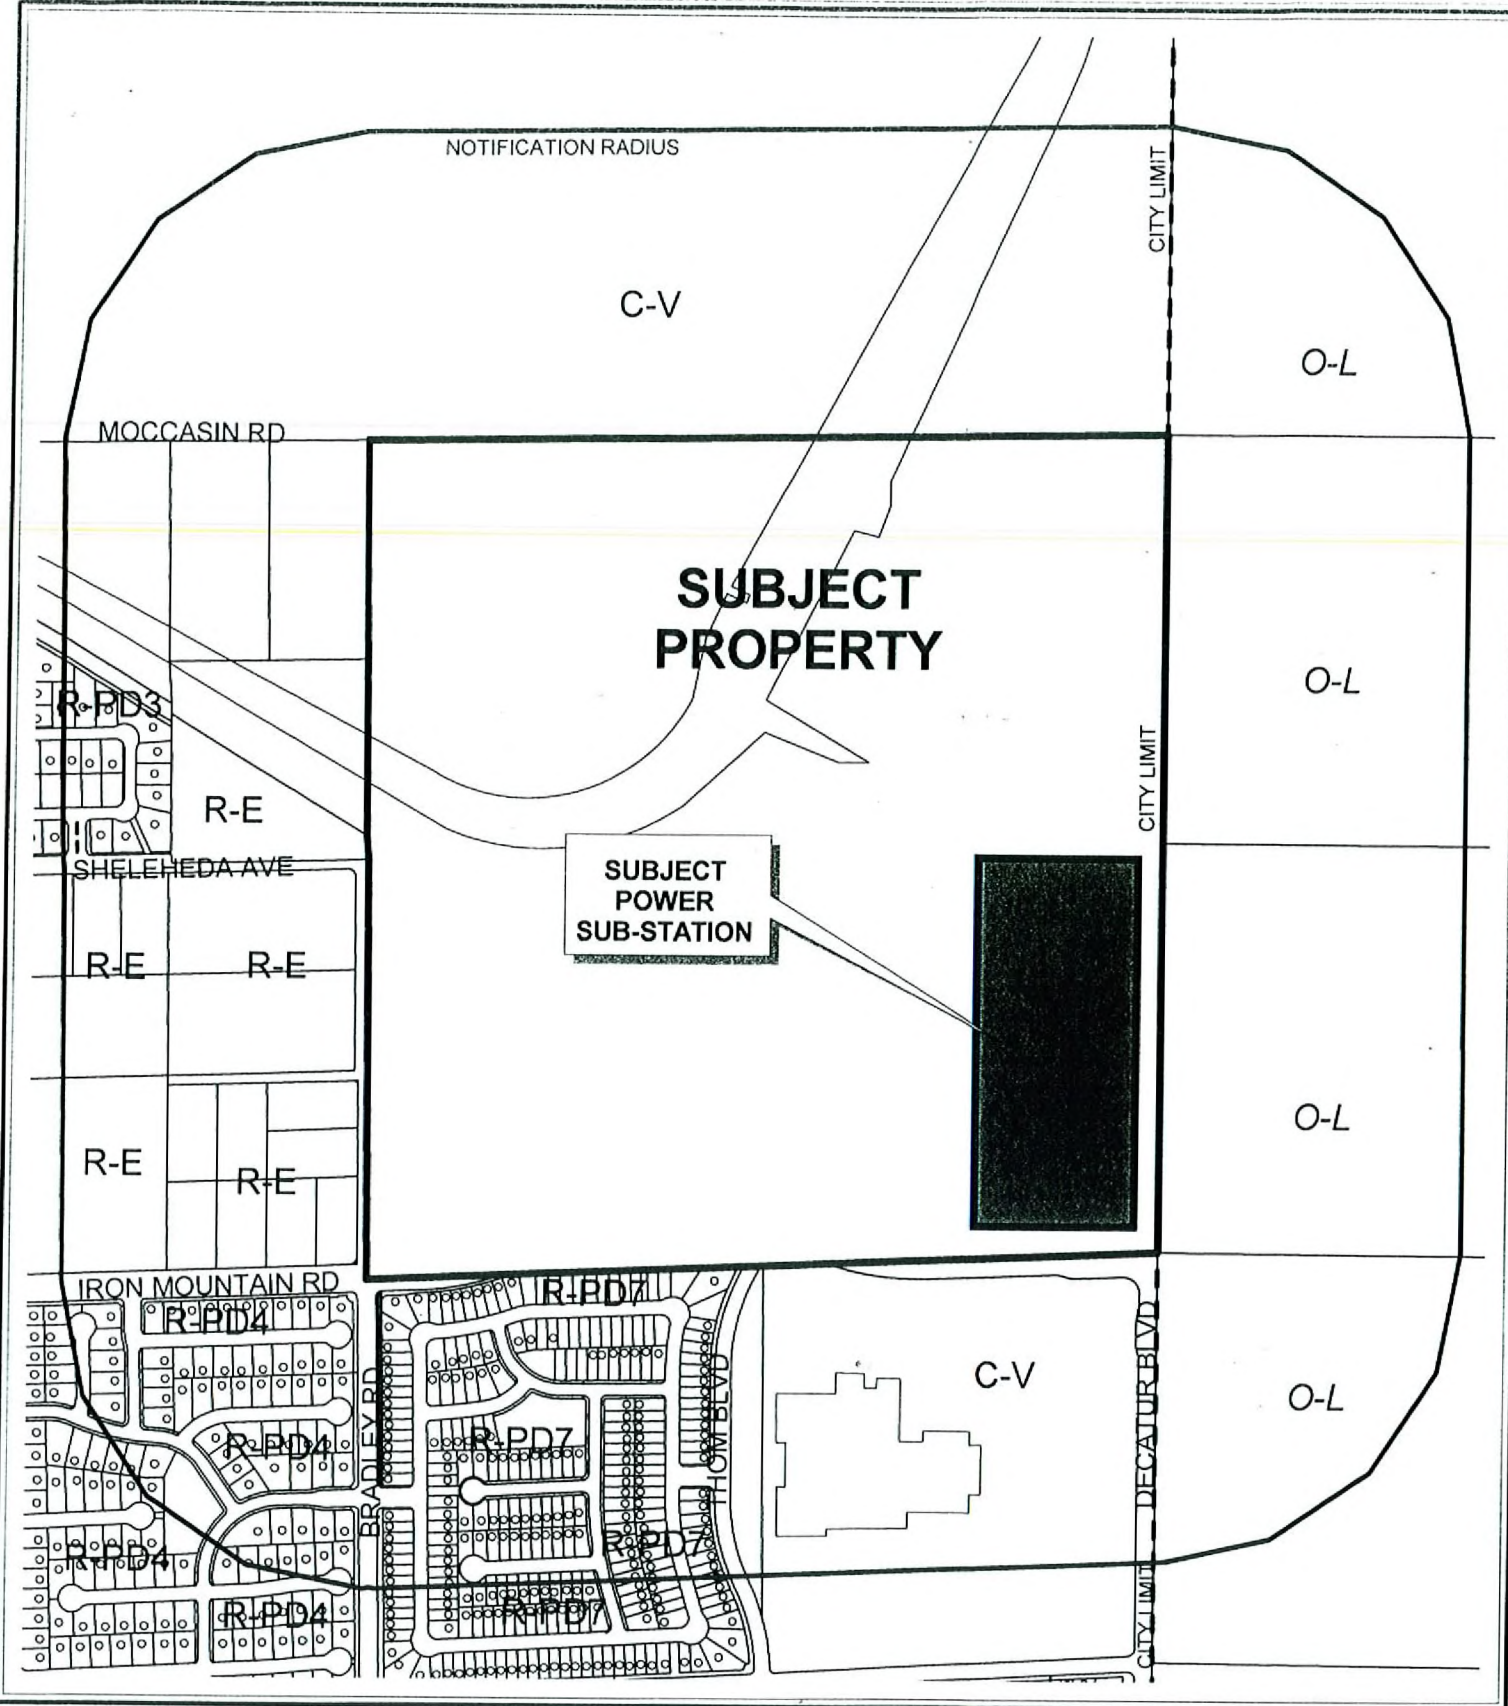 NOTIFICATION RADIUS
CITY LIMIT
C-V
O-L
MOCCASIN RD
SUBJECT
PROPERTY
O-L
R-PD3
CITY LIMIT
R-E
SHELEHEDA AVE
SUBJECT
POWER
SUB-STATION
R-E
R-E
O-L
R-E
R-E
IRON MOUNTAIN RD
R-PD7
R-PD4
C-V
O-L
BRADLEY RD
THOM BLVD
DECATUR BLVD
R-PD7
R-PD4
R-PD7
R-PD4
R-PD7
R-PD4
CITY LIMIT